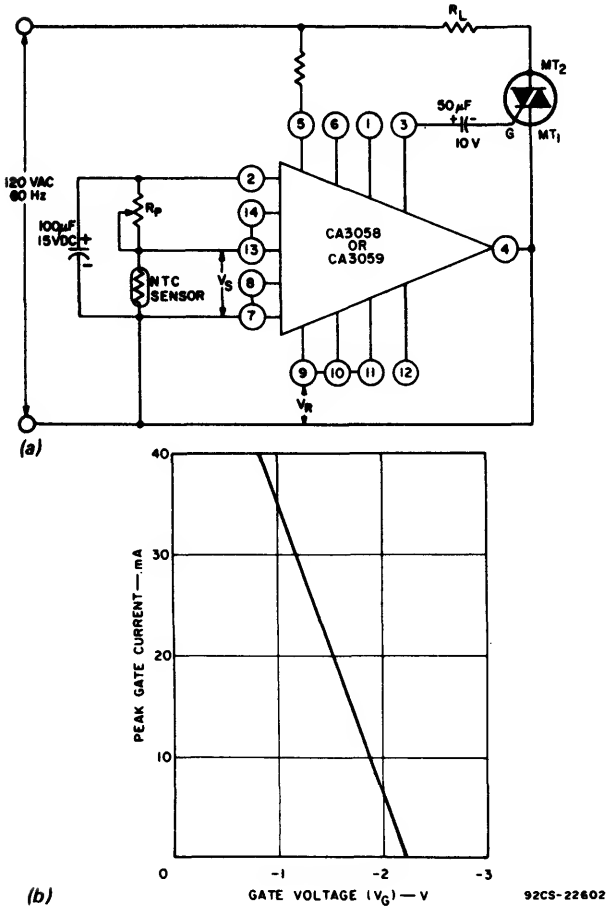 R_L
MT2
MT1
G
50 μF
+ -
10 V
5
6
1
3
120 VAC
60 Hz
100μF
15VDC
+
-
R_P
NTC
SENSOR
V_S
2
14
13
8
7
CA3058
OR
CA3059
4
9
10
11
12
V_R
(a)
40
30
20
10
0
PEAK GATE CURRENT — mA
-1
-2
-3
GATE VOLTAGE (V_G) — V
(b)
92CS-22602